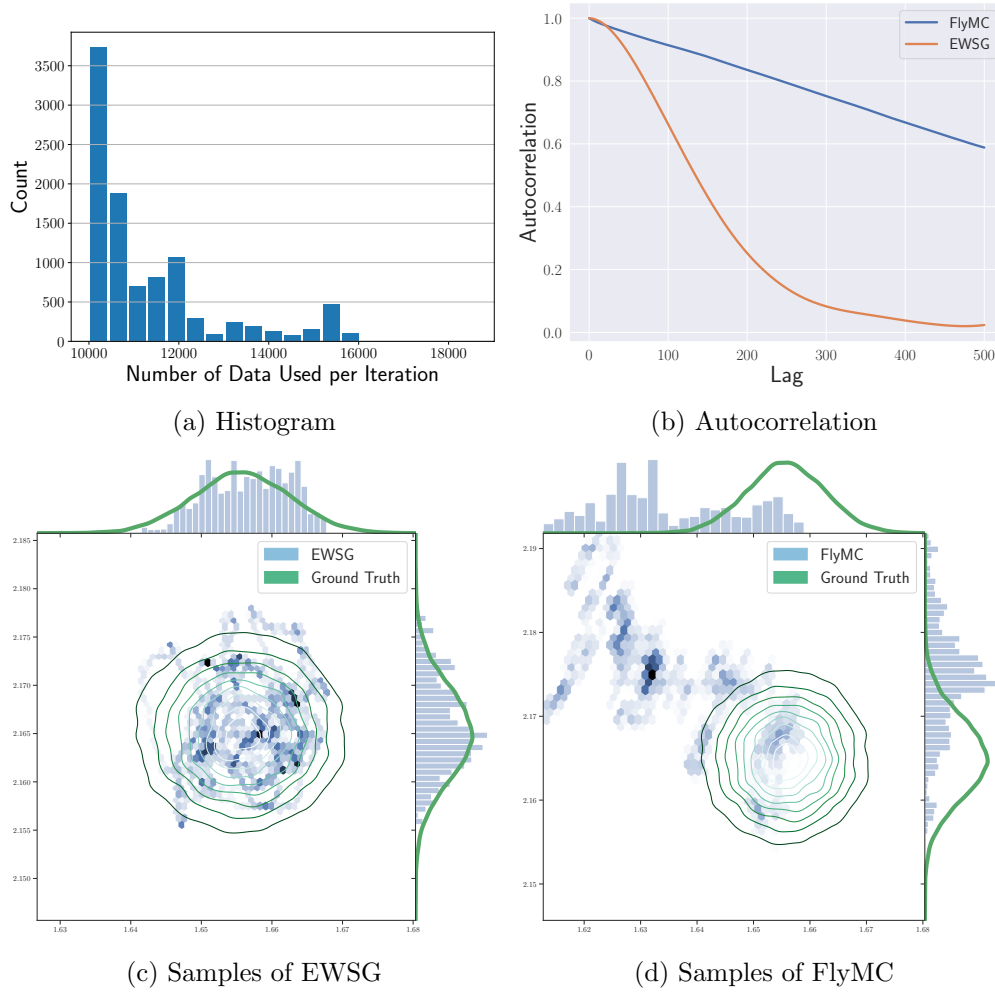 3500
3000
2500
2000
1500
1000
500
0
Count
10000 12000 14000 16000 18000
Number of Data Used per Iteration
(a) Histogram
1.0
0.8
0.6
0.4
0.2
0.0
Autocorrelation
FlyMC
EWSG
0 100 200 300 400 500
Lag
(b) Autocorrelation
2.185
2.180
2.175
2.170
2.165
2.160
2.155
2.150
EWSG
Ground Truth
1.63 1.64 1.65 1.66 1.67 1.68
(c) Samples of EWSG
2.19
2.18
2.17
2.16
2.15
FlyMC
Ground Truth
1.62 1.63 1.64 1.65 1.66 1.67 1.68
(d) Samples of FlyMC